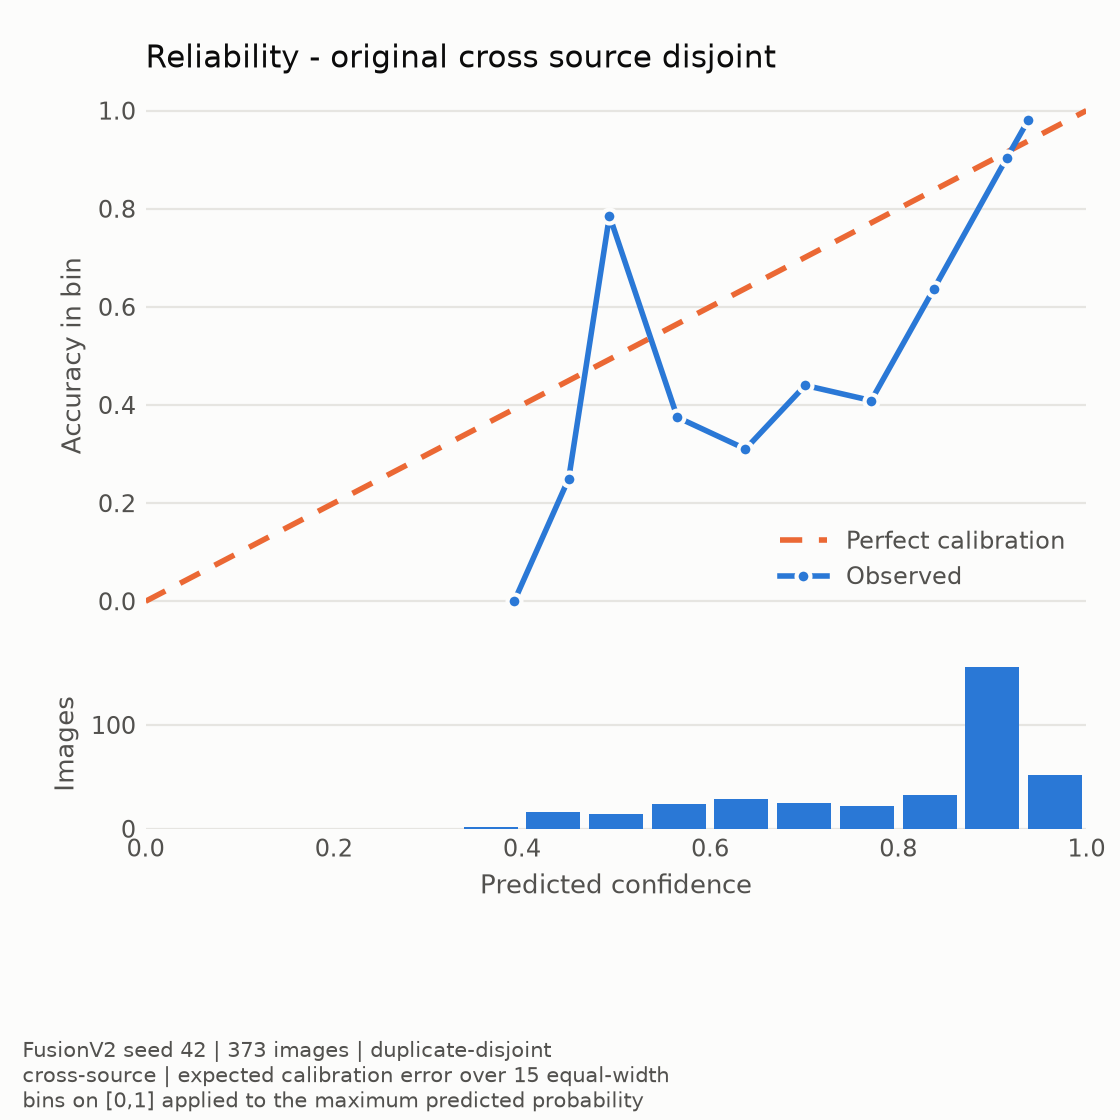 Reliability - original cross source disjoint
1.0
0.8
0.6
0.4
0.2
0.0
Accuracy in bin
Perfect calibration
Observed
Images
100
0
0.0 0.2 0.4 0.6 0.8 1.0
Predicted confidence
FusionV2 seed 42 | 373 images | duplicate-disjoint
cross-source | expected calibration error over 15 equal-width
bins on [0,1] applied to the maximum predicted probability